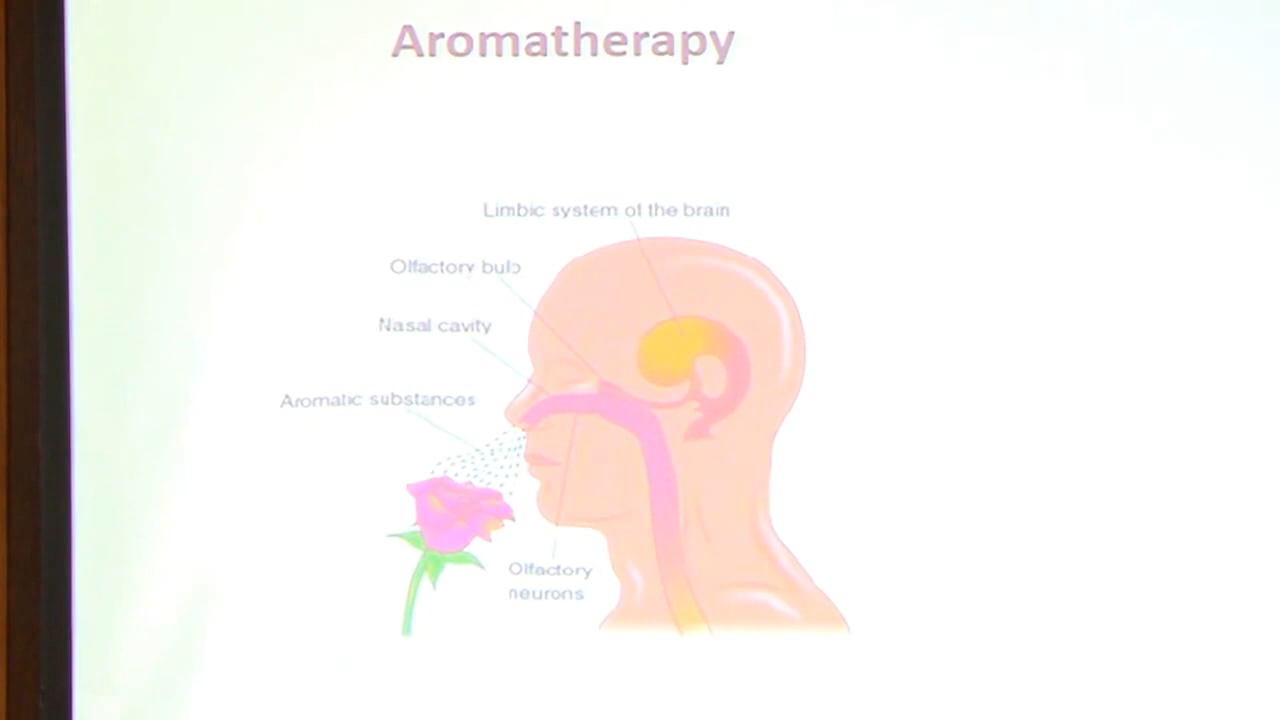 Aromatherapy
Limbic system of the brain
Olfactory bulb
Nasal cavity
Aromatic substances
Olfactory
neurons